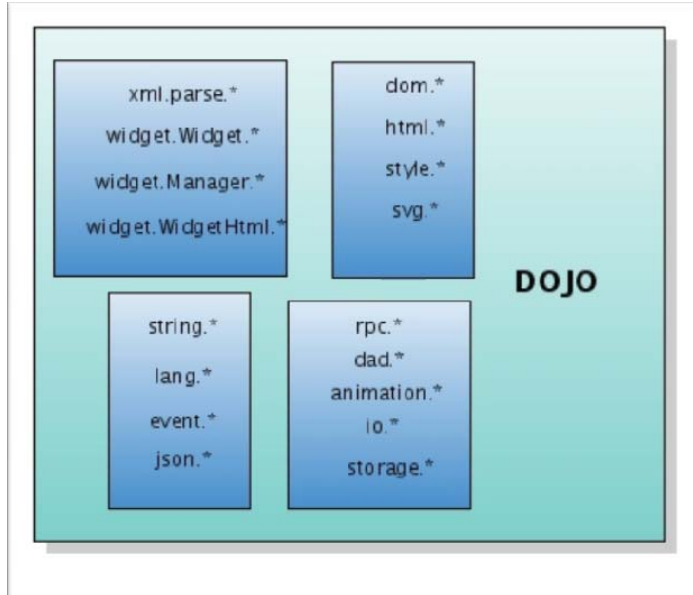 xml.parse.*
widget.Widget.*
widget.Manager.*
widget.WidgetHtml.*
dom.*
html.*
style.*
svg.*
DOJO
string.*
lang.*
event.*
json.*
rpc.*
dad.*
animation.*
io.*
storage.*